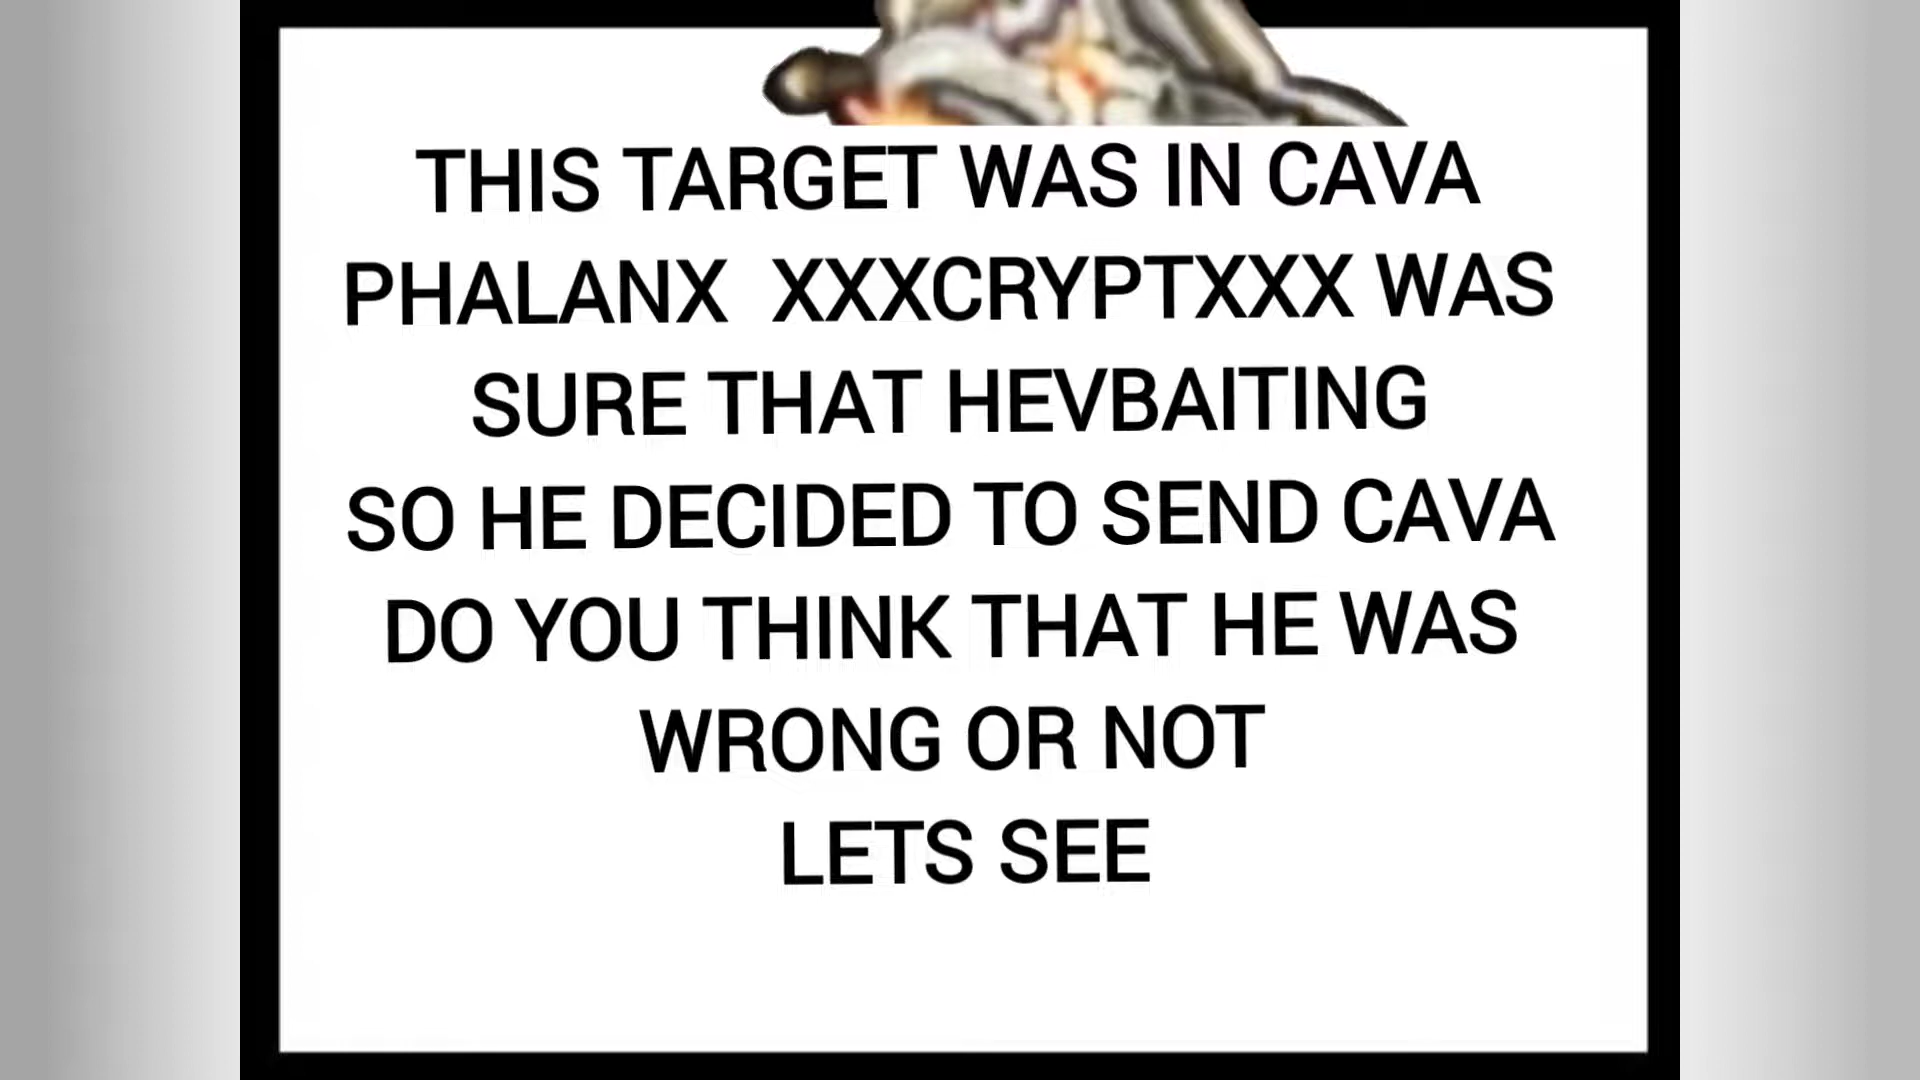 THIS TARGET WAS IN CAVA
PHALANX XXXCRYPTXXX WAS
SURE THAT HEVBAITING
SO HE DECIDED TO SEND CAVA
DO YOU THINK THAT HE WAS
WRONG OR NOT
LETS SEE